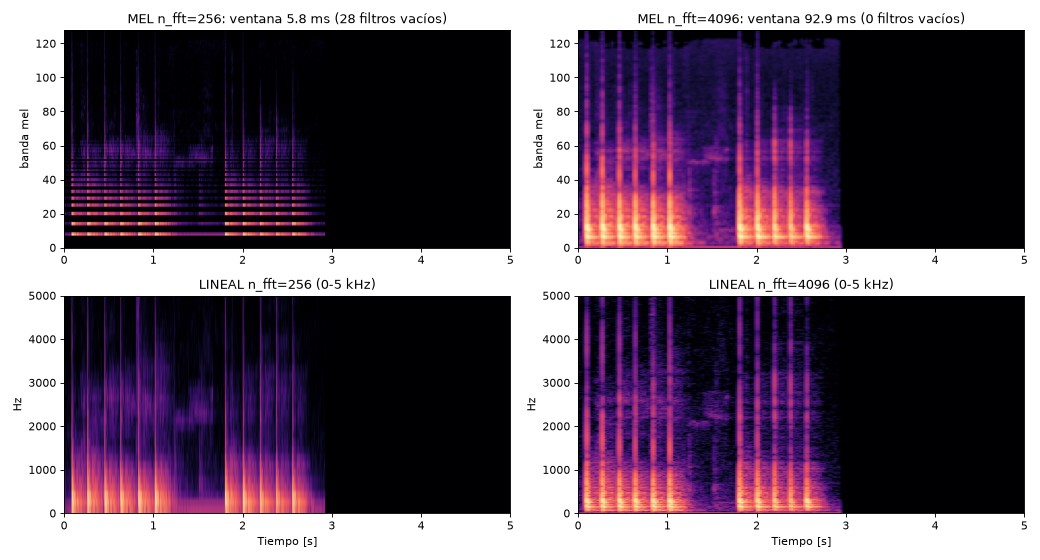 MEL n_fft=256: ventana 5.8 ms (28 filtros vacíos)
banda mel
120
100
80
60
40
20
0
0 1 2 3 4 5
MEL n_fft=4096: ventana 92.9 ms (0 filtros vacíos)
banda mel
120
100
80
60
40
20
0
0 1 2 3 4 5
LINEAL n_fft=256 (0-5 kHz)
Hz
5000
4000
3000
2000
1000
0
0 1 2 3 4 5
Tiempo [s]
LINEAL n_fft=4096 (0-5 kHz)
Hz
5000
4000
3000
2000
1000
0
0 1 2 3 4 5
Tiempo [s]